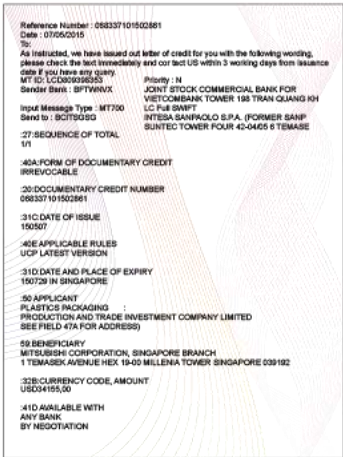 Reference Number : 068337101502861
Date : 07/05/2015
To:
As instructed, we have issued out letter of credit for you with the following wording,
please check the text immediately and cor tact US within 3 working days from issuance
date if you have any query.
MT ID: LCD809396353 Priority : N
Sender Bank : BFTWNVX JOINT STOCK COMMERCIAL BANK FOR
VIETCOMBANK TOWER 198 TRAN QUANG KH
Input Message Type : MT700 LC Full SWIFT
Send to : BCITSGSG INTESA SANPAOLO S.P.A. (FORMER SANP
SUNTEC TOWER FOUR 42-04/05 6 TEMASE
:27:SEQUENCE OF TOTAL
1/1
:40A:FORM OF DOCUMENTARY CREDIT
IRREVOCABLE
:20:DOCUMENTARY CREDIT NUMBER
068337101502861
:31C:DATE OF ISSUE
150507
:40E APPLICABLE RULES
UCP LATEST VERSION
:31D:DATE AND PLACE OF EXPIRY
150729 IN SINGAPORE
:50 APPLICANT
PLASTICS PACKAGING :
PRODUCTION AND TRADE INVESTMENT COMPANY LIMITED
SEE FIELD 47A FOR ADDRESS)
59:BENEFICIARY
MITSUBISHI CORPORATION, SINGAPORE BRANCH
1 TEMASEK AVENUE HEX 19-00 MILLENIA TOWER SINGAPORE 039192
:32B:CURRENCY CODE, AMOUNT
USD34155,00
:41D AVAILABLE WITH
ANY BANK
BY NEGOTIATION